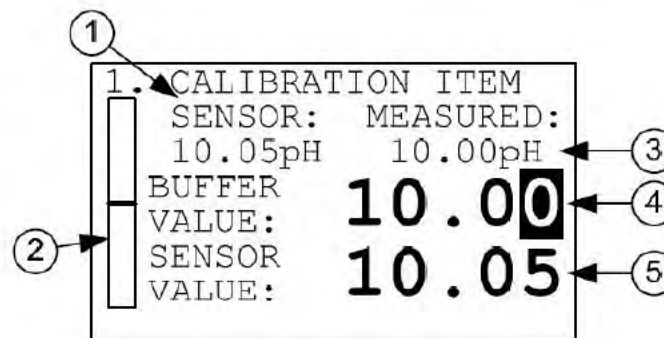 1
1. CALIBRATION ITEM
SENSOR: MEASURED:
10.05pH 10.00pH
3
BUFFER
VALUE:
10.00
4
2
SENSOR
VALUE:
10.05
5